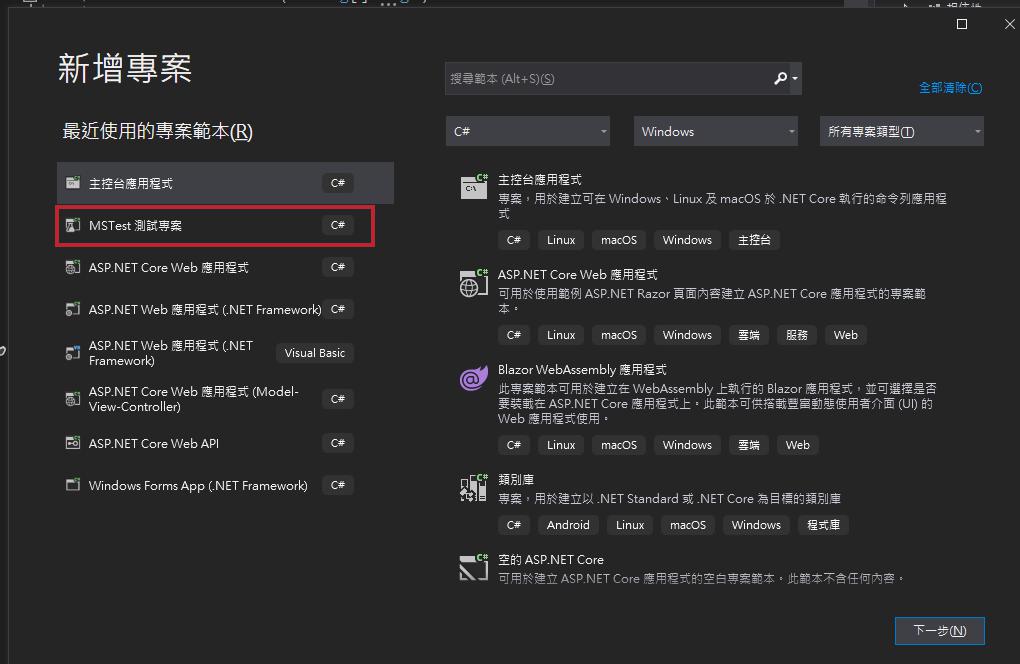 新增專案
搜尋範本 (Alt+S)(S)
全部清除(C)
最近使用的專案範本(R)
C#
Windows
所有專案類型(T)
主控台應用程式
C#
MSTest 測試專案
C#
ASP.NET Core Web 應用程式
C#
ASP.NET Web 應用程式 (.NET Framework)
C#
ASP.NET Web 應用程式 (.NET
Framework)
Visual Basic
ASP.NET Core Web 應用程式 (Model-
View-Controller)
C#
ASP.NET Core Web API
C#
Windows Forms App (.NET Framework)
C#
主控台應用程式
專案，用於建立可在 Windows、Linux 及 macOS 於 .NET Core 執行的命令列應用程
式
C# Linux macOS Windows 主控台
ASP.NET Core Web 應用程式
可用於使用範例 ASP.NET Razor 頁面內容建立 ASP.NET Core 應用程式的專案範
本。
C# Linux macOS Windows 雲端 服務 Web
Blazor WebAssembly 應用程式
此專案範本可用於建立在 WebAssembly 上執行的 Blazor 應用程式，並可選擇是否
要裝載在 ASP.NET Core 應用程式上。此範本可供搭載豐富動態使用者介面 (UI) 的
Web 應用程式使用。
C# Linux macOS Windows 雲端 Web
類別庫
專案，用於建立以 .NET Standard 或 .NET Core 為目標的類別庫
C# Android Linux macOS Windows 程式庫
空的 ASP.NET Core
可用於建立 ASP.NET Core 應用程式的空白專案範本。此範本不含任何內容。
下一步(N)